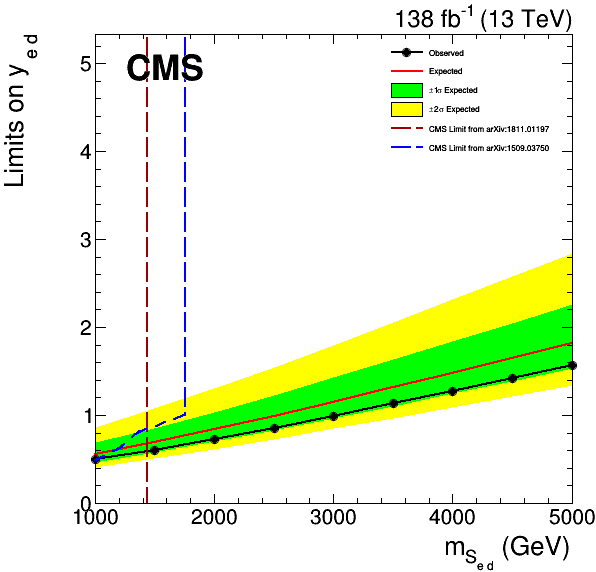 138 fb⁻¹ (13 TeV)
CMS
Limits on y_ed
Observed
Expected
±1σ Expected
±2σ Expected
CMS Limit from arXiv:1811.01197
CMS Limit from arXiv:1509.03750
5
4
3
2
1
0
1000 2000 3000 4000 5000
m_S_ed (GeV)